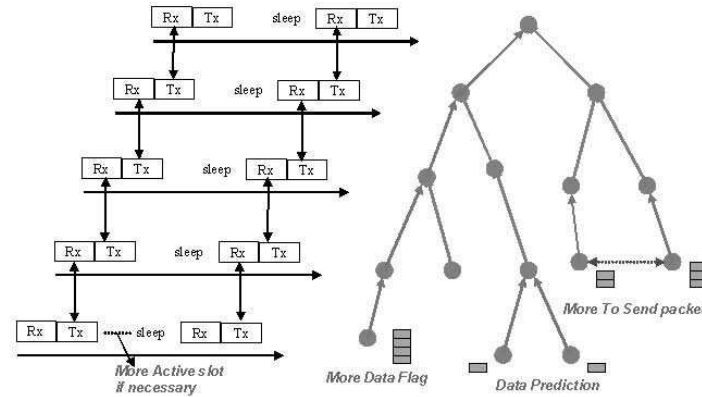 Rx Tx sleep Rx Tx
Rx Tx sleep Rx Tx
Rx Tx sleep Rx Tx
Rx Tx sleep Rx Tx
Rx Tx sleep Rx Tx
More Active slot
if necessary
More Data Flag
Data Prediction
More To Send packet